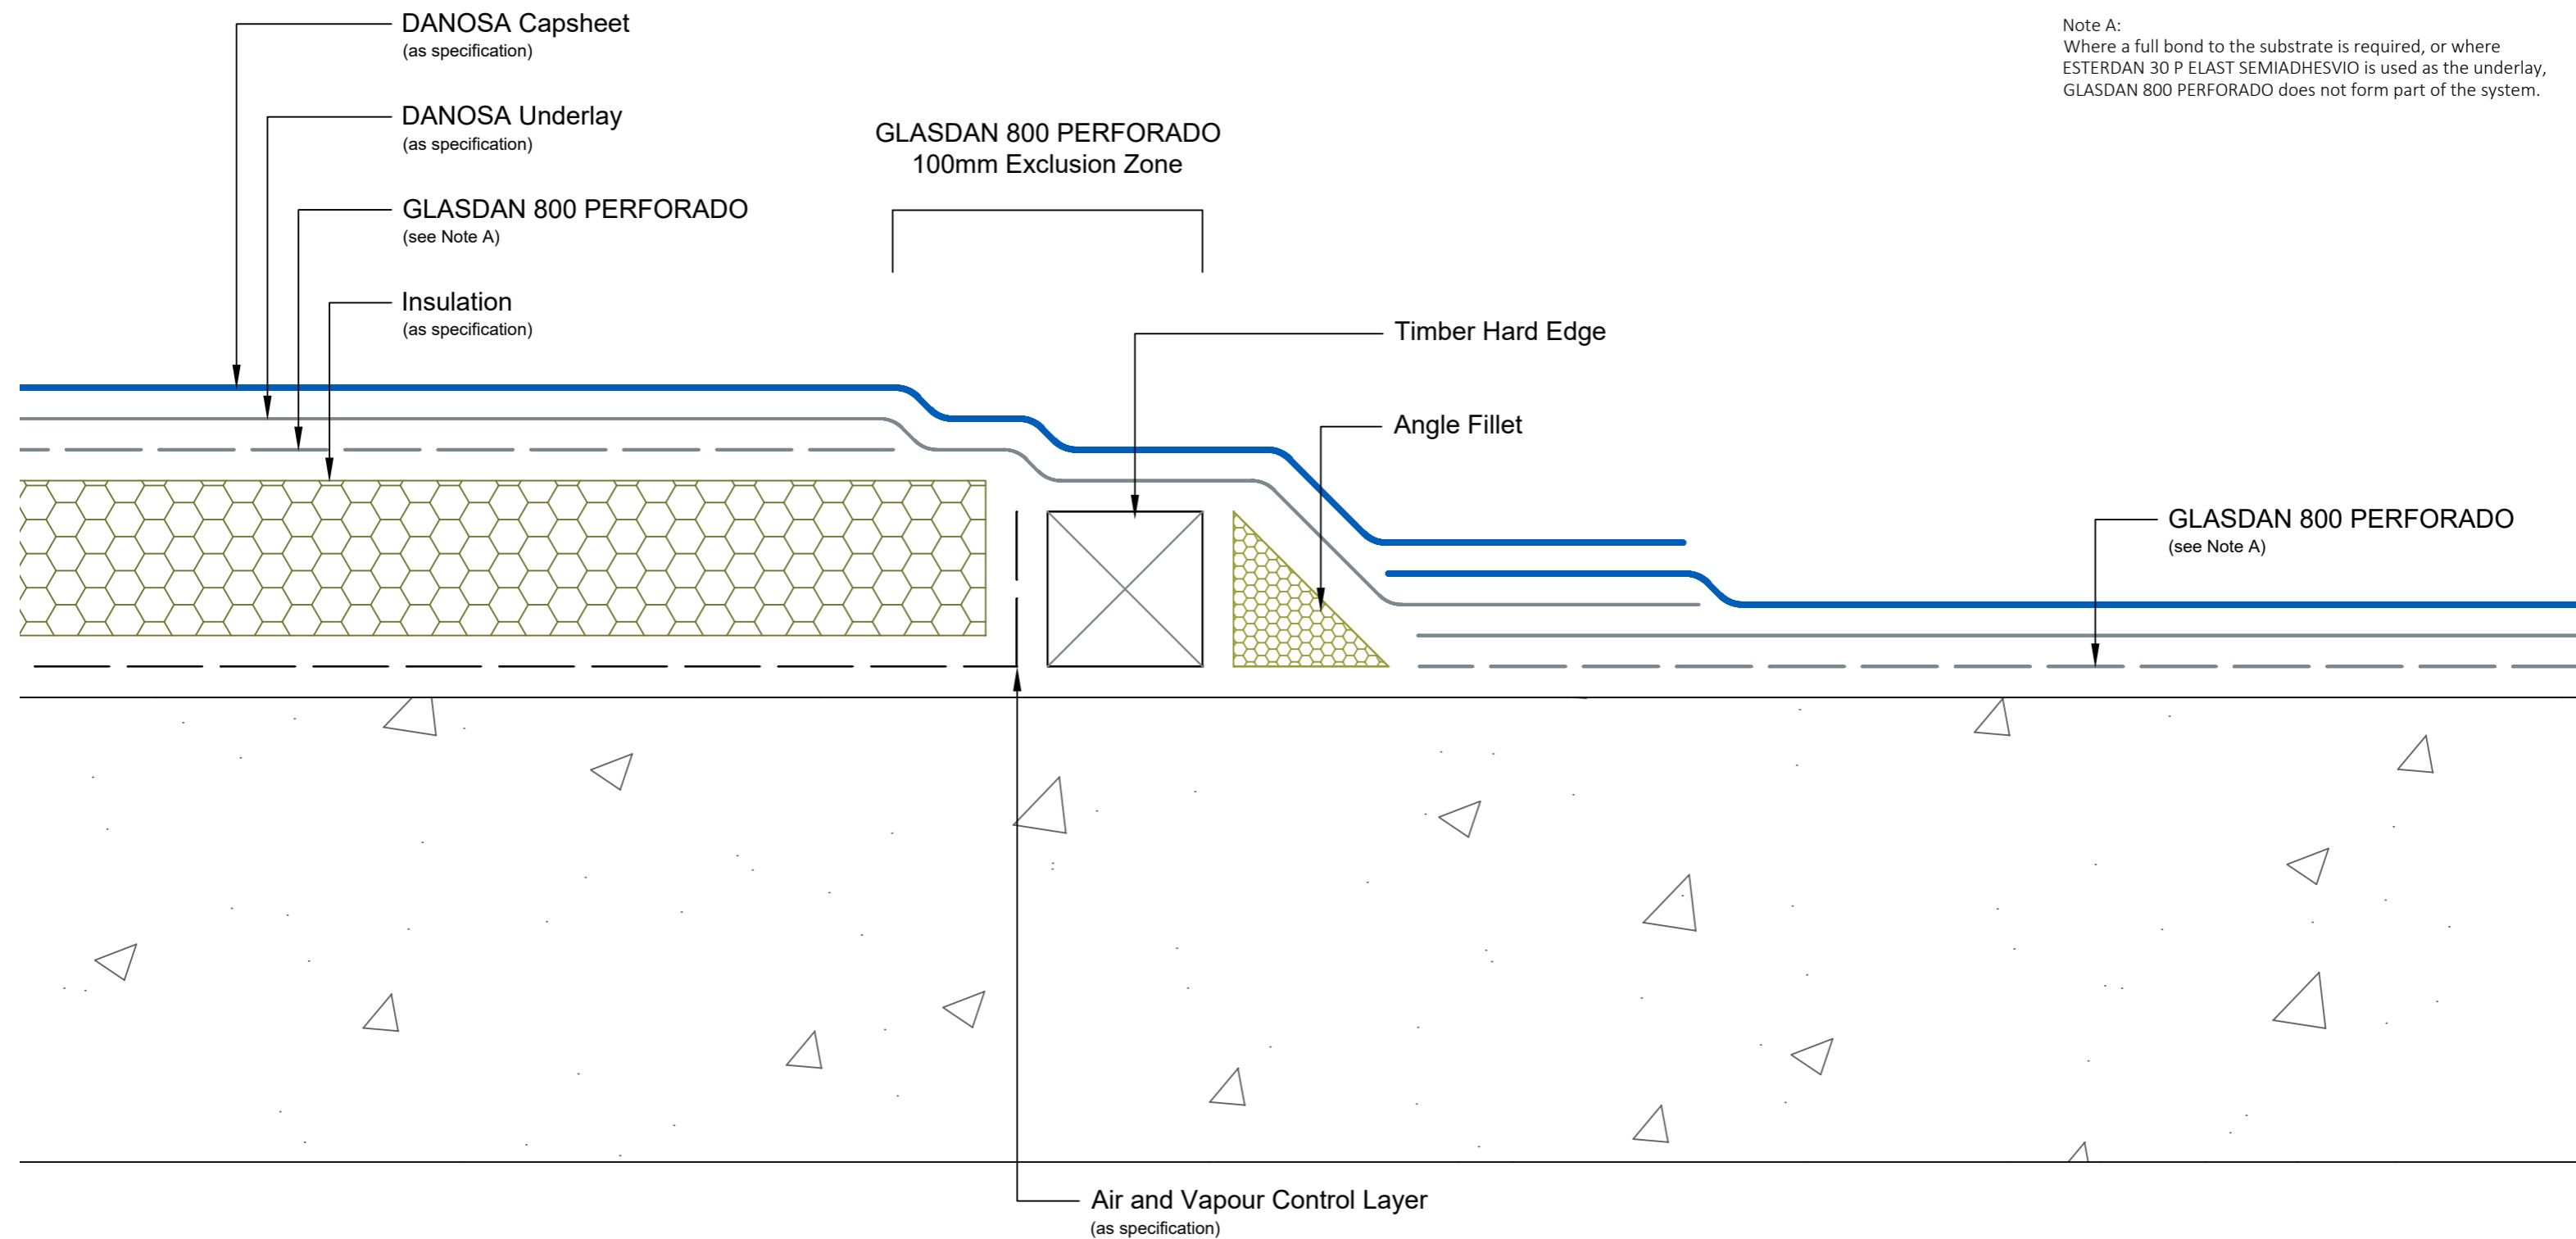 DANOSA Capsheet
(as specification)
DANOSA Underlay
(as specification)
GLASDAN 800 PERFORADO
(see Note A)
Insulation
(as specification)
GLASDAN 800 PERFORADO
100mm Exclusion Zone
Note A:
Where a full bond to the substrate is required, or where
ESTERDAN 30 P ELAST SEMIADHESVIO is used as the underlay,
GLASDAN 800 PERFORADO does not form part of the system.
Timber Hard Edge
Angle Fillet
GLASDAN 800 PERFORADO
(see Note A)
Air and Vapour Control Layer
(as specification)